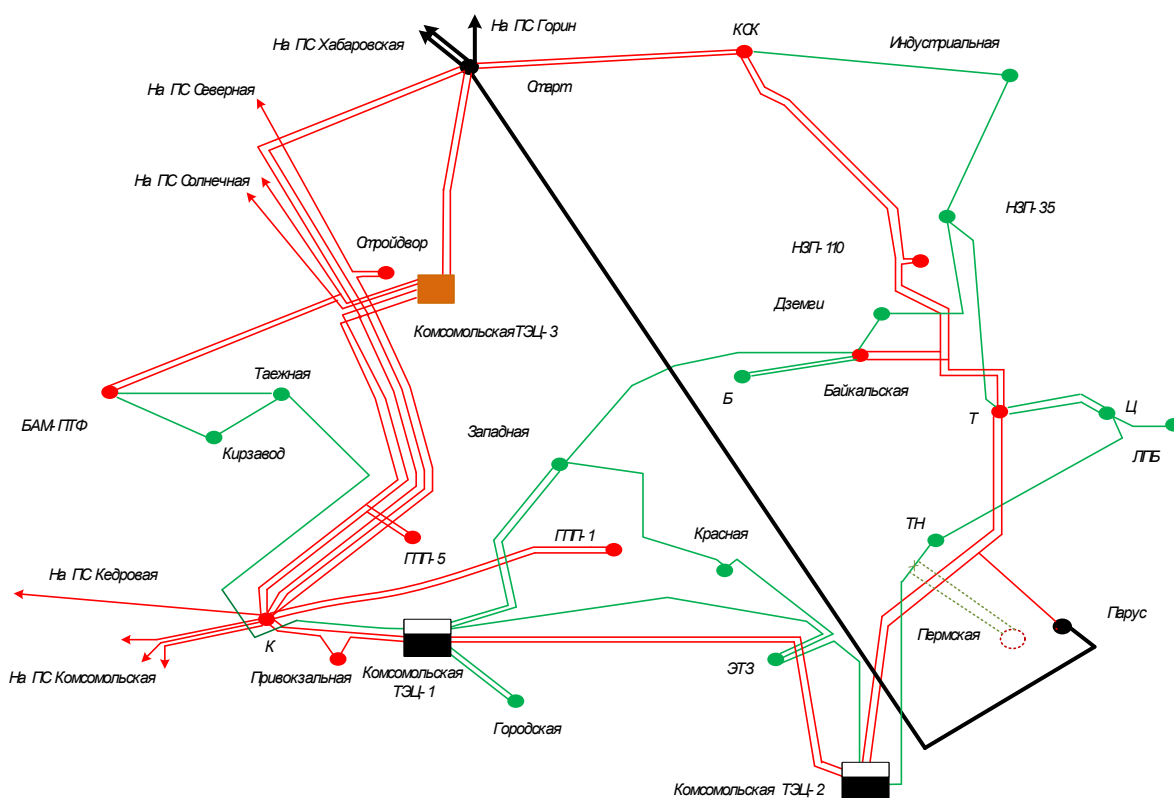 На ПС Горин
КСК
На ПС Хабаровская
Индустриальная
Старт
На ПС Северная
На ПС Солнечная
НЗП-35
Стройдвор
НЗП-110
Дземги
Комсомольская ТЭЦ-3
Таежная
Байкальская
Б
БАМ-ПТФ
Т
Ц
Кирзавод
Западная
ЛПБ
ТН
ГПП-1
Красная
ГПП-5
На ПС Кедровая
Парус
Пермская
К
На ПС Комсомольская
Привокзальная
Комсомольская
ТЭЦ-1
ЭТЗ
Городская
Комсомольская ТЭЦ-2